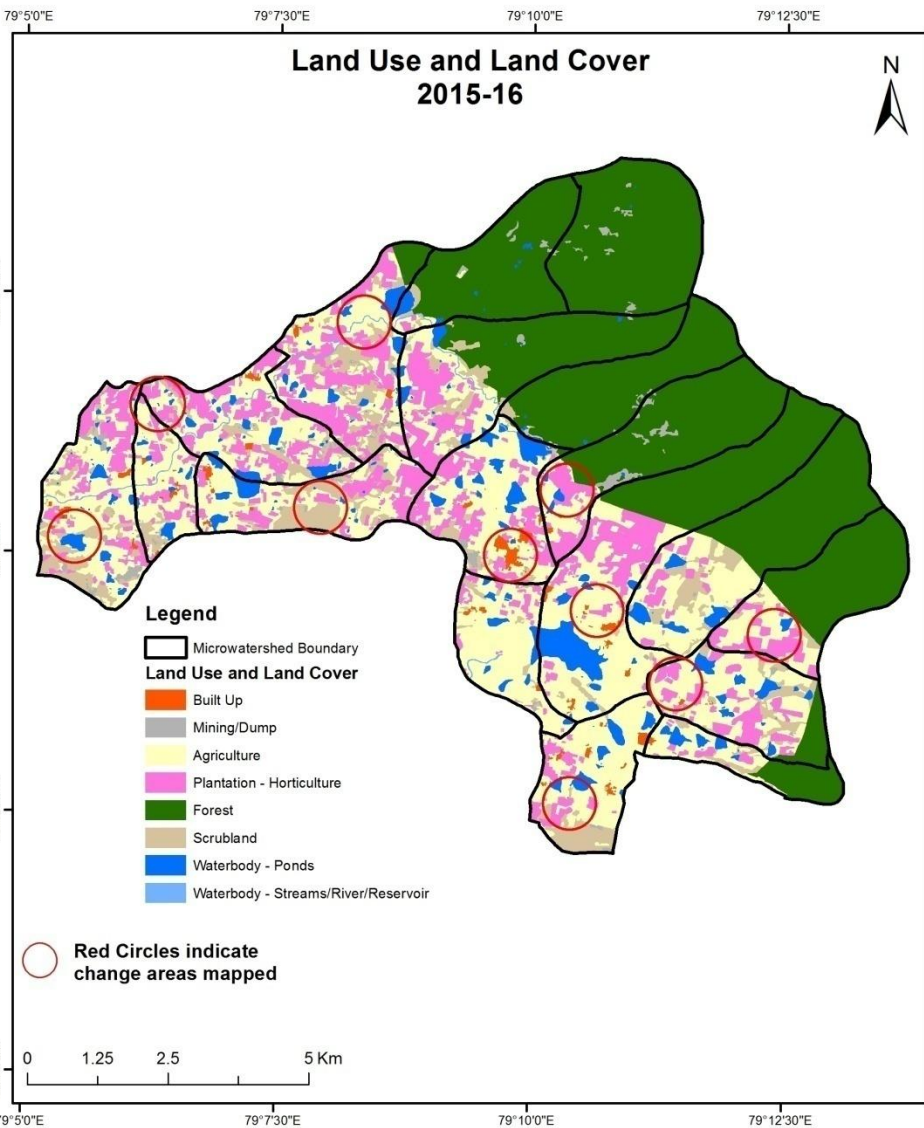 79°5'0"E 79°7'30"E 79°10'0"E 79°12'30"E
Land Use and Land Cover
2015-16
N
Legend
Microwatershed Boundary
Land Use and Land Cover
Built Up
Mining/Dump
Agriculture
Plantation - Horticulture
Forest
Scrubland
Waterbody - Ponds
Waterbody - Streams/River/Reservoir
Red Circles indicate
change areas mapped
0 1.25 2.5 5 Km
79°5'0"E 79°7'30"E 79°10'0"E 79°12'30"E